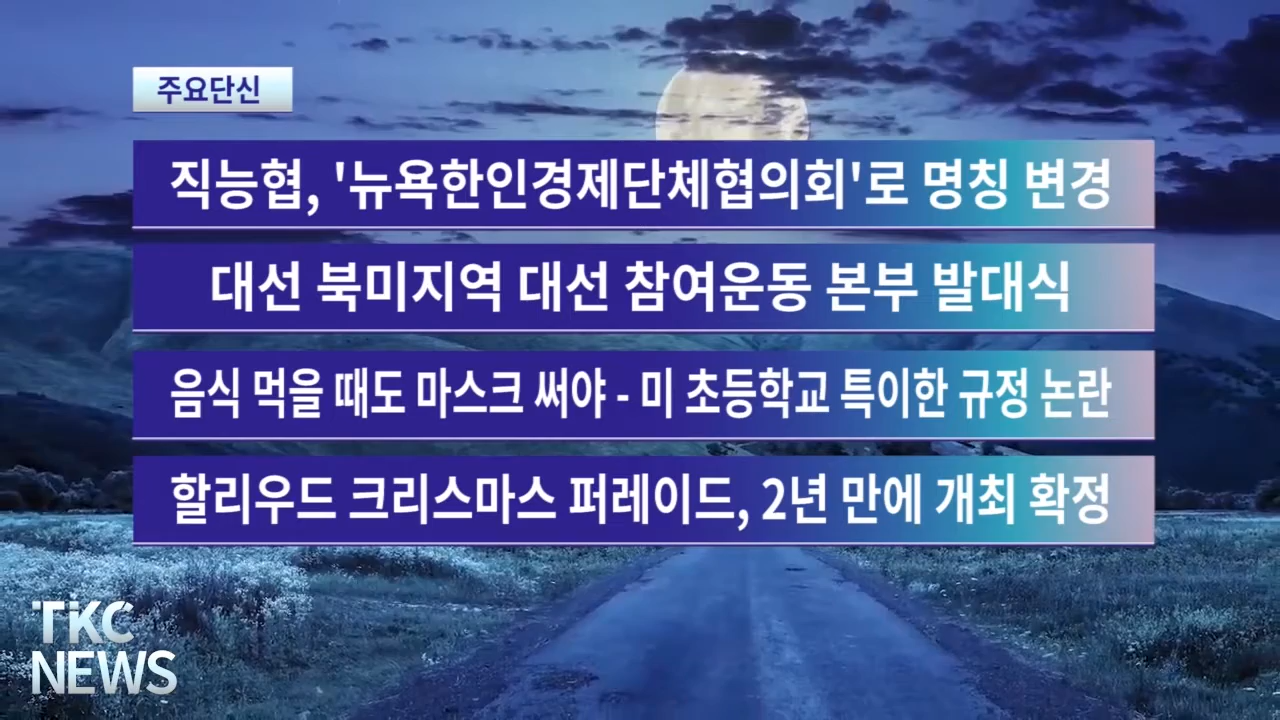 주요단신
직능협, '뉴욕한인경제단체협의회'로 명칭 변경
대선 북미지역 대선 참여운동 본부 발대식
음식 먹을 때도 마스크 써야 - 미 초등학교 특이한 규정 논란
할리우드 크리스마스 퍼레이드, 2년 만에 개최 확정
TKC
NEWS